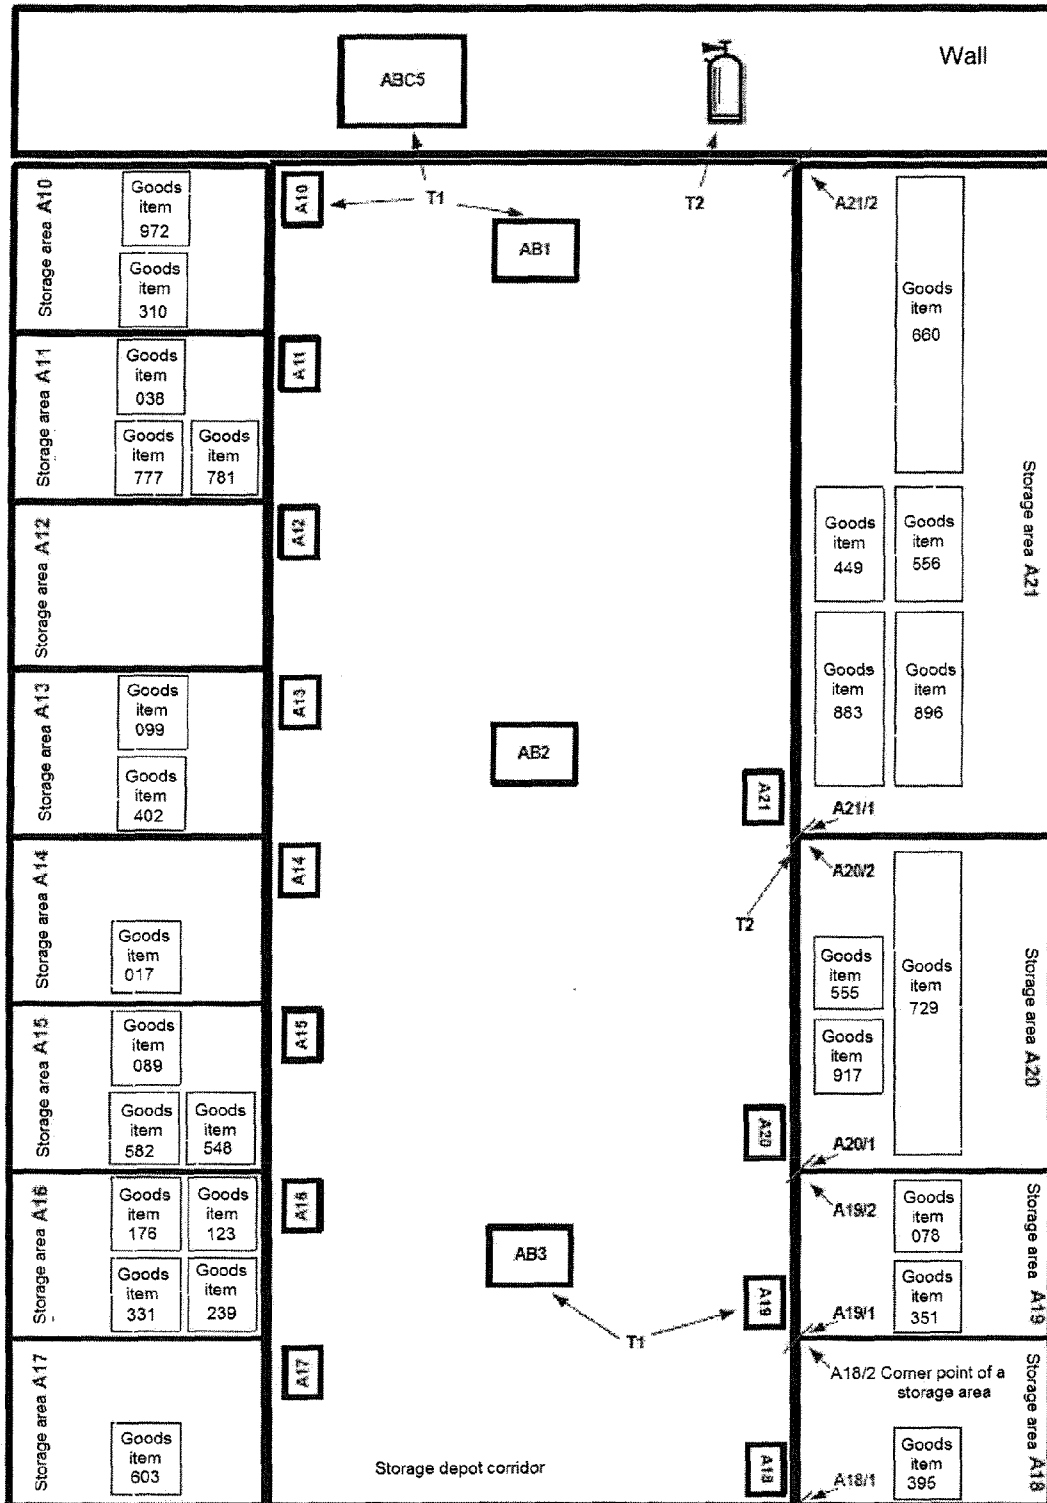 Wall
ABC5
T1
T2
Storage area A10
Goods
item
972
Goods
item
310
A10
AB1
A21/2
Goods
item
660
Storage area A11
Goods
item
038
Goods
item
777
Goods
item
781
A11
Storage area A12
A12
Goods
item
449
Goods
item
556
Storage area A21
Storage area A13
Goods
item
099
Goods
item
402
A13
AB2
A21
Goods
item
883
Goods
item
896
A21/1
Storage area A14
Goods
item
017
A14
A20/2
T2
Goods
item
555
Goods
item
729
Goods
item
917
Storage area A20
Storage area A15
Goods
item
089
Goods
item
582
Goods
item
548
A15
A20
A20/1
Storage area A16
Goods
item
176
Goods
item
123
Goods
item
331
Goods
item
239
A16
AB3
A19
T1
A19/2
Goods
item
078
Goods
item
351
A19/1
Storage area A19
Storage area A17
Goods
item
603
A17
Storage depot corridor
A18
A18/2 Corner point of a
storage area
Goods
item
395
A18/1
Storage area A18